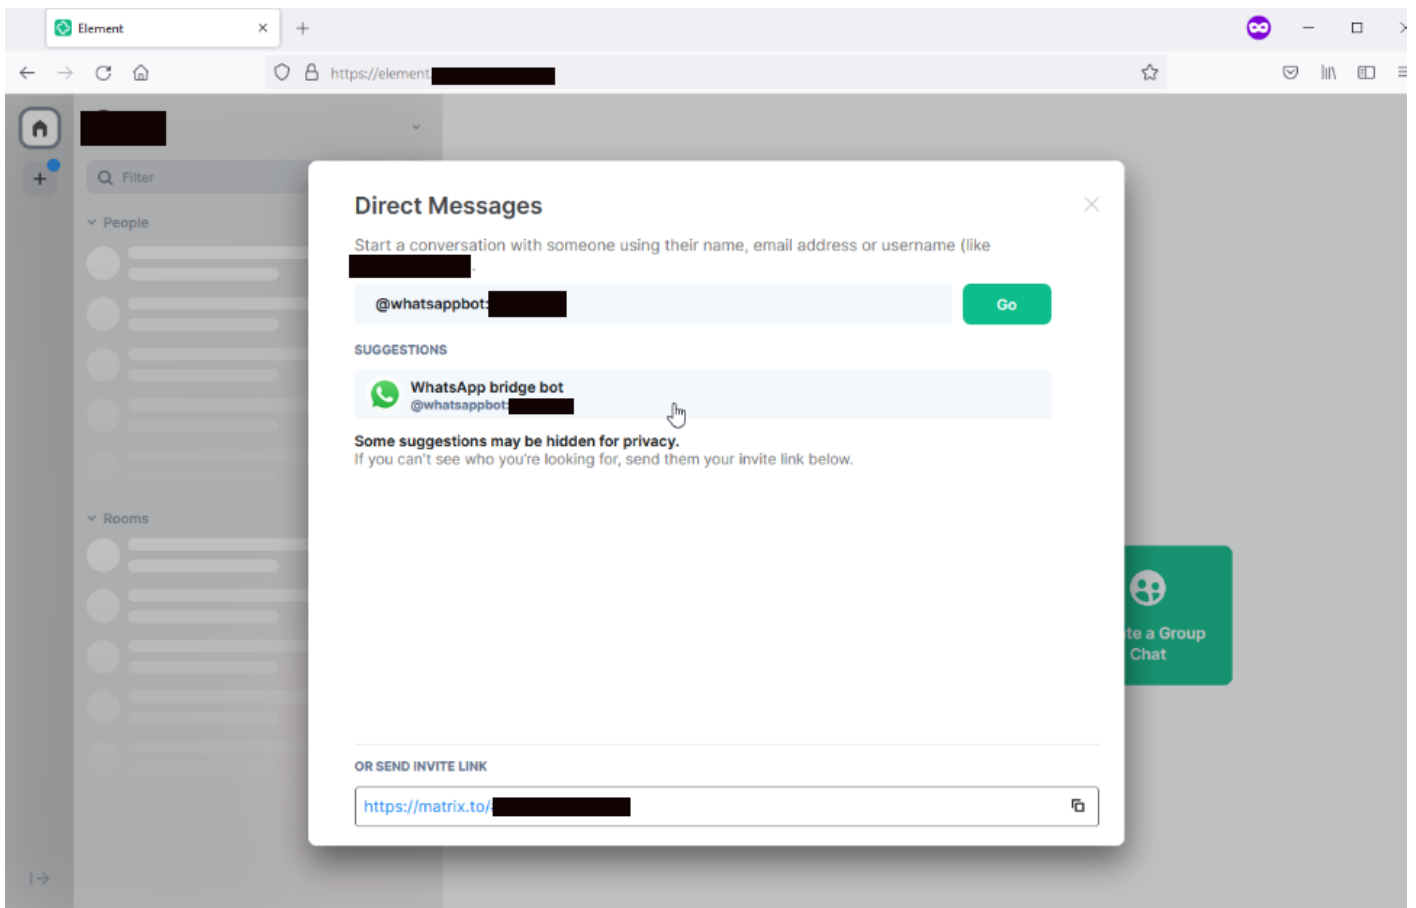 Element
https://element.
Filter
People
Rooms
Direct Messages
Start a conversation with someone using their name, email address or username (like
.
@whatsappbot:
Go
SUGGESTIONS
WhatsApp bridge bot
@whatsappbot:
Some suggestions may be hidden for privacy.
If you can't see who you're looking for, send them your invite link below.
a Group
Chat
OR SEND INVITE LINK
https://matrix.to/